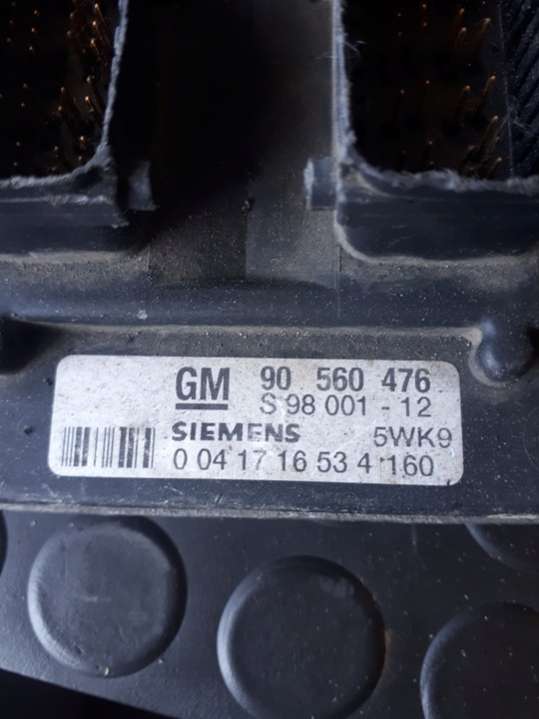 GM 90 560 476
S 98 001 - 12
SIEMENS 5WK9
0 04 17 16 53 4 160